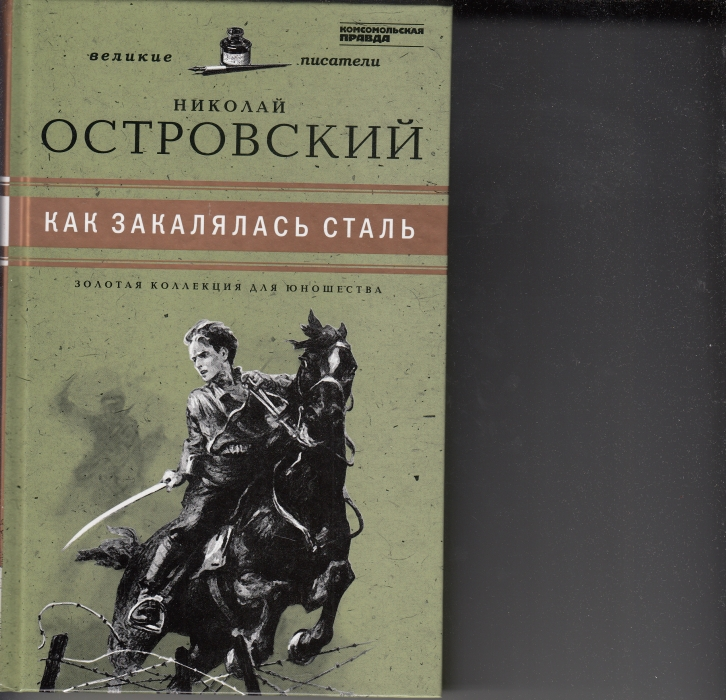 КОМСОМОЛЬСКАЯ
ПРАВДА
великие писатели
НИКОЛАЙ
ОСТРОВСКИЙ
КАК ЗАКАЛЯЛАСЬ СТАЛЬ
ЗОЛОТАЯ КОЛЛЕКЦИЯ ДЛЯ ЮНОШЕСТВА